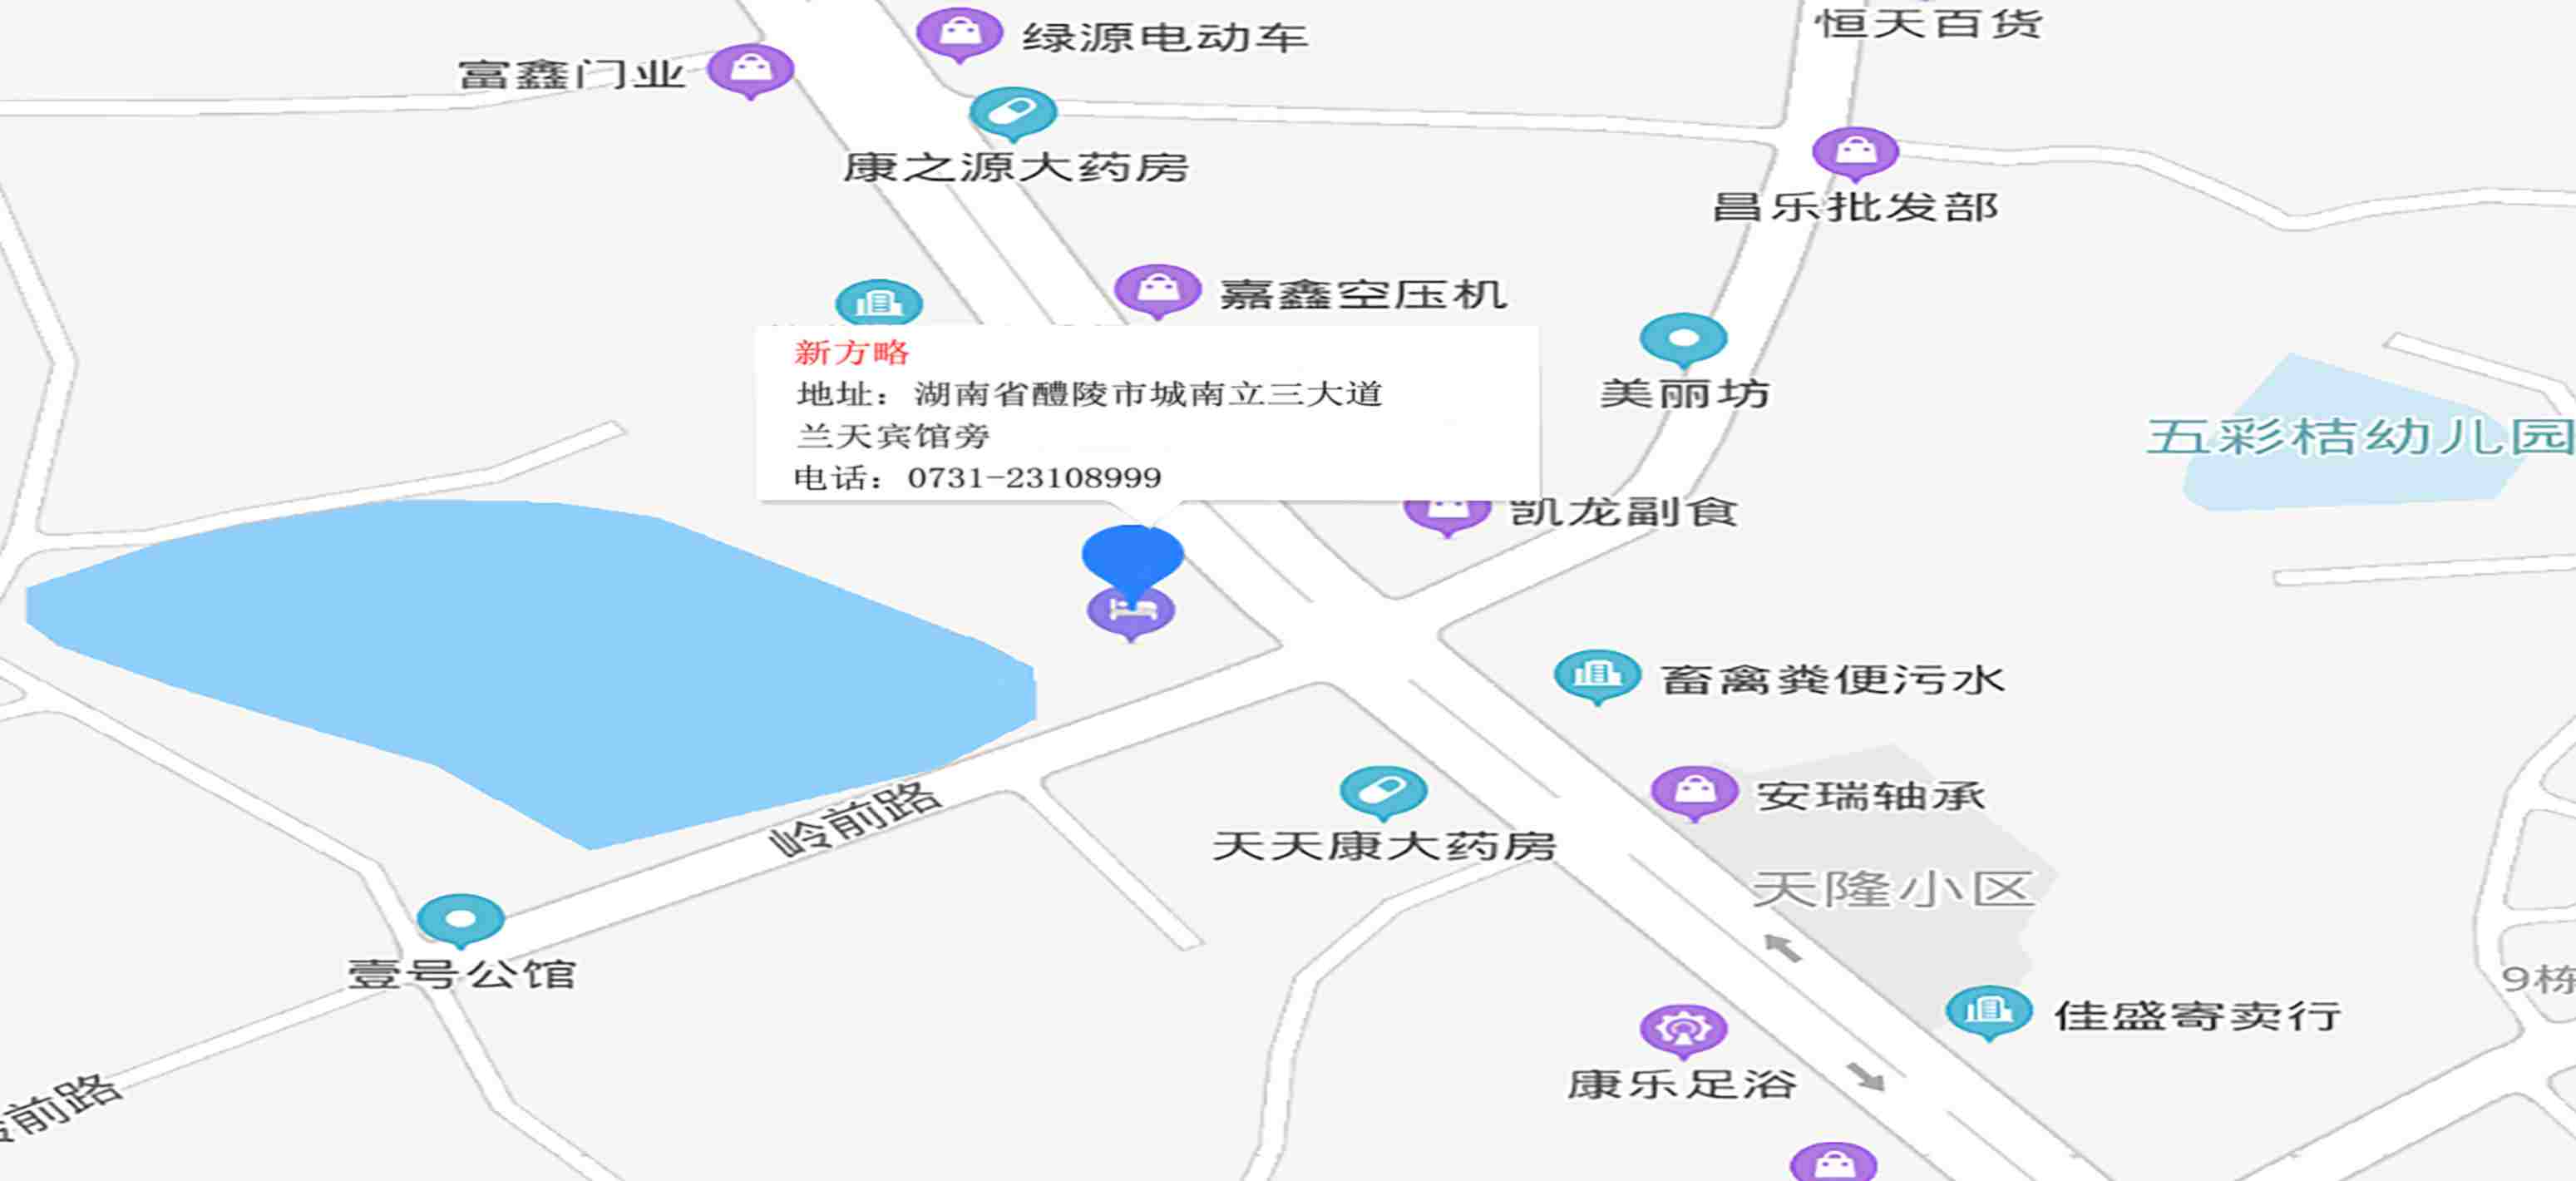 绿源电动车
恒天百货
富鑫门业
康之源大药房
昌乐批发部
嘉鑫空压机
新方略
地址：湖南省醴陵市城南立三大道
兰天宾馆旁
电话：0731-23108999
美丽坊
五彩桔幼儿园
凯龙副食
畜禽粪便污水
安瑞轴承
岭前路
天天康大药房
天隆小区
壹号公馆
9栋
佳盛寄卖行
康乐足浴
前路